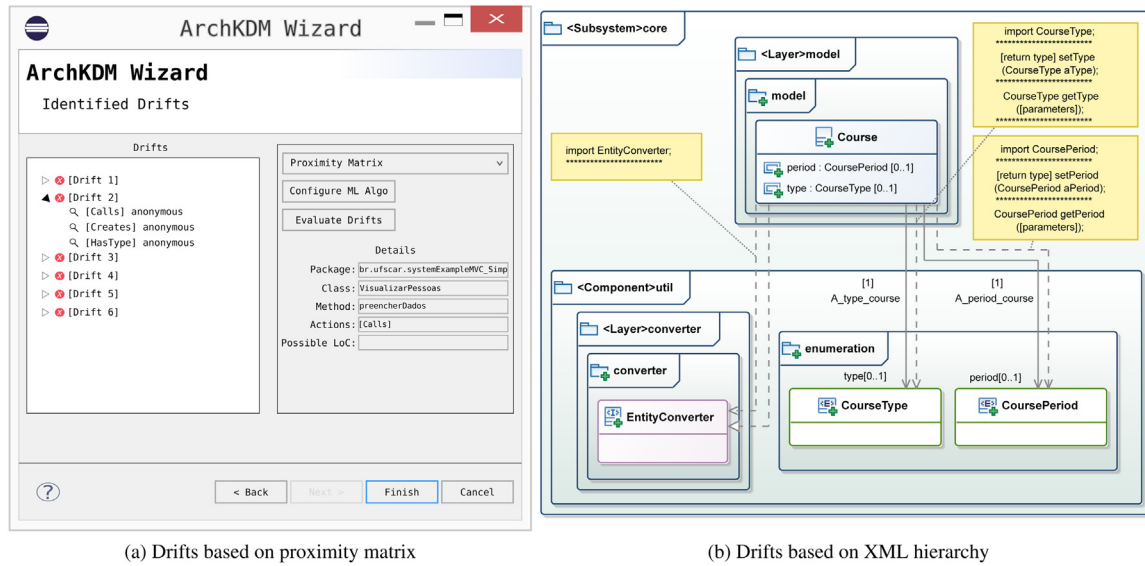 ArchKDM Wizard
ArchKDM Wizard
Identified Drifts
Drifts
[Drift 1]
[Drift 2]
[Calls] anonymous
[Creates] anonymous
[HasType] anonymous
[Drift 3]
[Drift 4]
[Drift 5]
[Drift 6]
Proximity Matrix
Configure ML Algo
Evaluate Drifts
Details
Package: br.ufscar.systemExampleMVC_Simp
Class: VisualizarPessoas
Method: preencherDados
Actions: [Calls]
Possible LoC:
?
< Back
Next >
Finish
Cancel
(a) Drifts based on proximity matrix
<Subsystem>core
<Layer>model
model
Course
period : CoursePeriod [0..1]
type : CourseType [0..1]
import EntityConverter;
************************
import CourseType;
************************
[return type] setType
(CourseType aType);
************************
CourseType getType
([parameters]);
************************
import CoursePeriod;
************************
[return type] setPeriod
(CoursePeriod aPeriod);
************************
CoursePeriod getPeriod
([parameters]);
<Component>util
[1]
A_type_course
[1]
A_period_course
<Layer>converter
converter
<I>
EntityConverter
enumeration
type[0..1]
period[0..1]
<E>
CourseType
<E>
CoursePeriod
(b) Drifts based on XML hierarchy